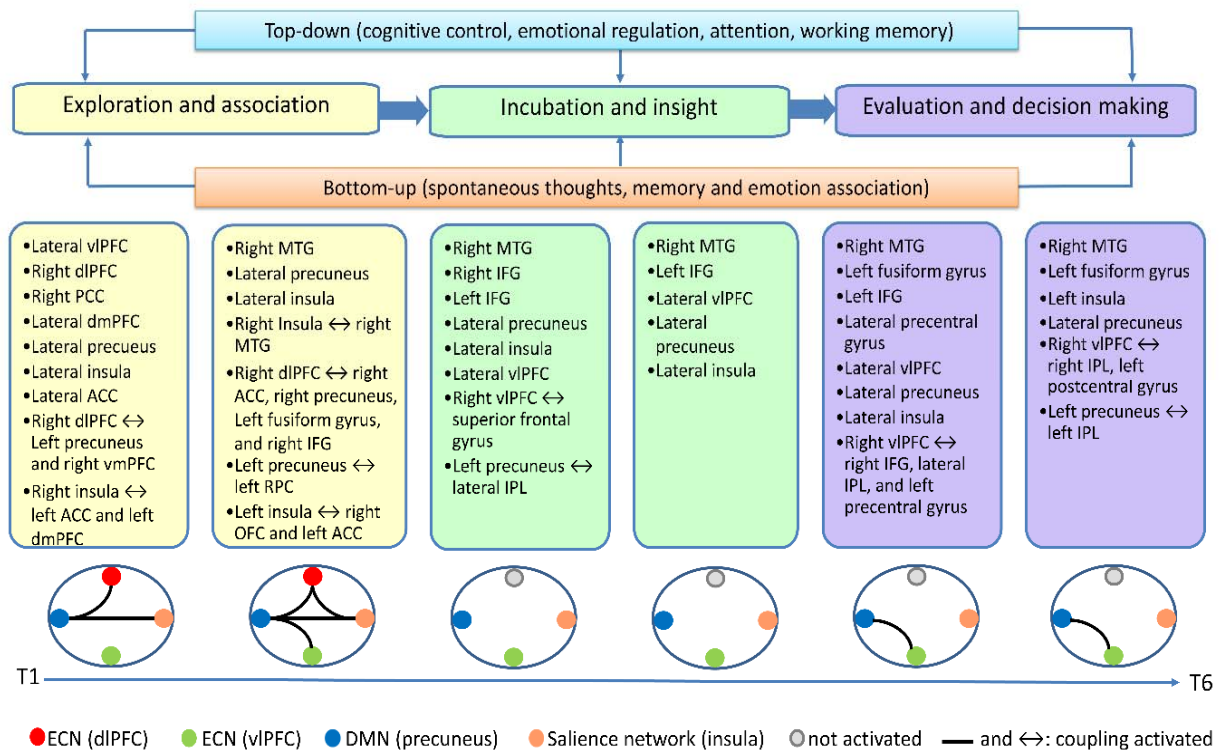 Top-down (cognitive control, emotional regulation, attention, working memory)
Exploration and association
Incubation and insight
Evaluation and decision making
Bottom-up (spontaneous thoughts, memory and emotion association)
•Lateral vlPFC
•Right dlPFC
•Right PCC
•Lateral dmPFC
•Lateral precueus
•Lateral insula
•Lateral ACC
•Right dlPFC ↔
Left precuneus
and right vmPFC
•Right insula ↔
left ACC and left
dmPFC
•Right MTG
•Lateral precuneus
•Lateral insula
•Right Insula ↔ right
MTG
•Right dlPFC ↔ right
ACC, right precuneus,
Left fusiform gyrus,
and right IFG
•Left precuneus ↔
left RPC
•Left insula ↔ right
OFC and left ACC
•Right MTG
•Right IFG
•Left IFG
•Lateral precuneus
•Lateral insula
•Lateral vlPFC
•Right vlPFC ↔
superior frontal
gyrus
•Left precuneus ↔
lateral IPL
•Right MTG
•Left IFG
•Lateral vlPFC
•Lateral
precuneus
•Lateral insula
•Right MTG
•Left fusiform gyrus
•Left IFG
•Lateral precentral
gyrus
•Lateral vlPFC
•Lateral precuneus
•Lateral insula
•Right vlPFC ↔
right IFG, lateral
IPL, and left
precentral gyrus
•Right MTG
•Left fusiform gyrus
•Left insula
•Lateral precuneus
•Right vlPFC ↔
right IPL, left
postcentral gyrus
•Left precuneus ↔
left IPL
T1
T6
ECN (dlPFC)
ECN (vlPFC)
DMN (precuneus)
Salience network (insula)
not activated
and ↔: coupling activated